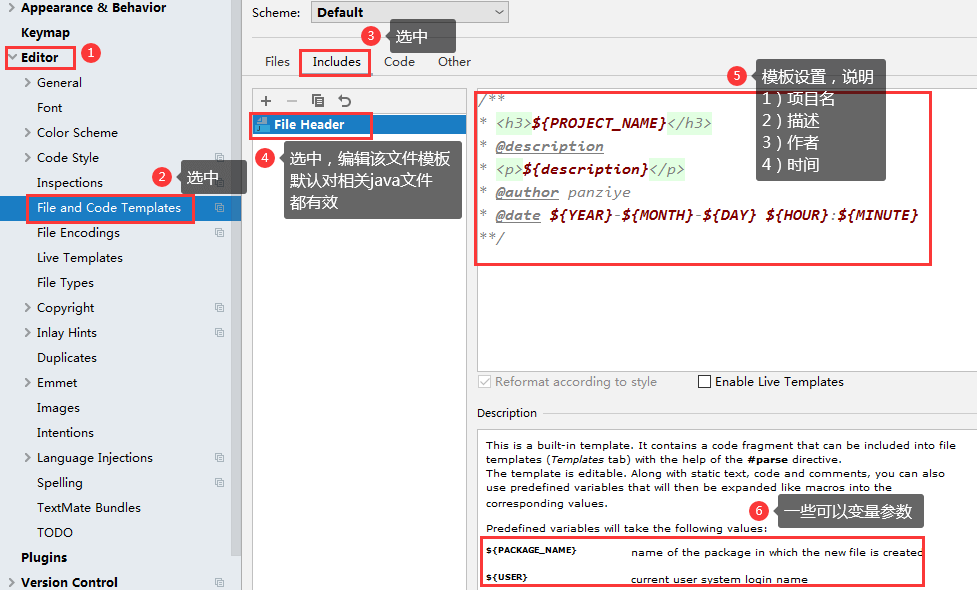 Appearance & Behavior
Keymap
Editor
1
General
Font
Color Scheme
Code Style
Inspections
2
选中
File and Code Templates
File Encodings
Live Templates
File Types
Copyright
Inlay Hints
Duplicates
Emmet
Images
Intentions
Language Injections
Spelling
TextMate Bundles
TODO
Plugins
Version Control
Scheme:
Default
3
选中
Files
Includes
Code
Other
File Header
4
选中，编辑该文件模板
默认对相关java文件
都有效
5
模板设置，说明
1）项目名
2）描述
3）作者
4）时间
/**
* <h3>${PROJECT_NAME}</h3>
* @description
* <p>${description}</p>
* @author panziye
* @date ${YEAR}-${MONTH}-${DAY} ${HOUR}:${MINUTE}
**/
Reformat according to style
Enable Live Templates
Description
This is a built-in template. It contains a code fragment that can be included into file
templates (Templates tab) with the help of the #parse directive.
The template is editable. Along with static text, code and comments, you can also
use predefined variables that will then be expanded like macros into the
corresponding values.
6
一些可以变量参数
Predefined variables will take the following values:
${PACKAGE_NAME} name of the package in which the new file is created
${USER} current user system login name